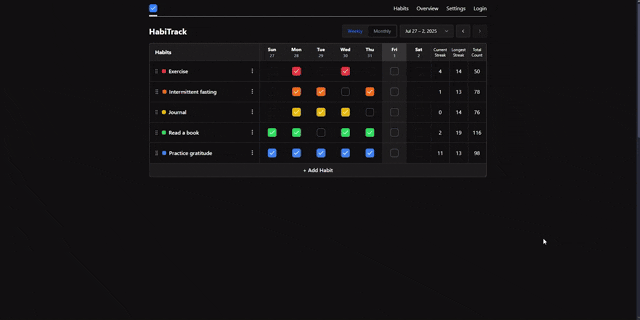 Habits Overview Settings Login
HabiTrack
Weekly Monthly Jul 27 – 2, 2025
Habits Sun 27 Mon 28 Tue 29 Wed 30 Thu 31 Fri 1 Sat 2 Current Streak Longest Streak Total Count
Exercise 4 14 50
Intermittent fasting 1 13 78
Journal 0 14 76
Read a book 2 19 116
Practice gratitude 11 13 98
+ Add Habit